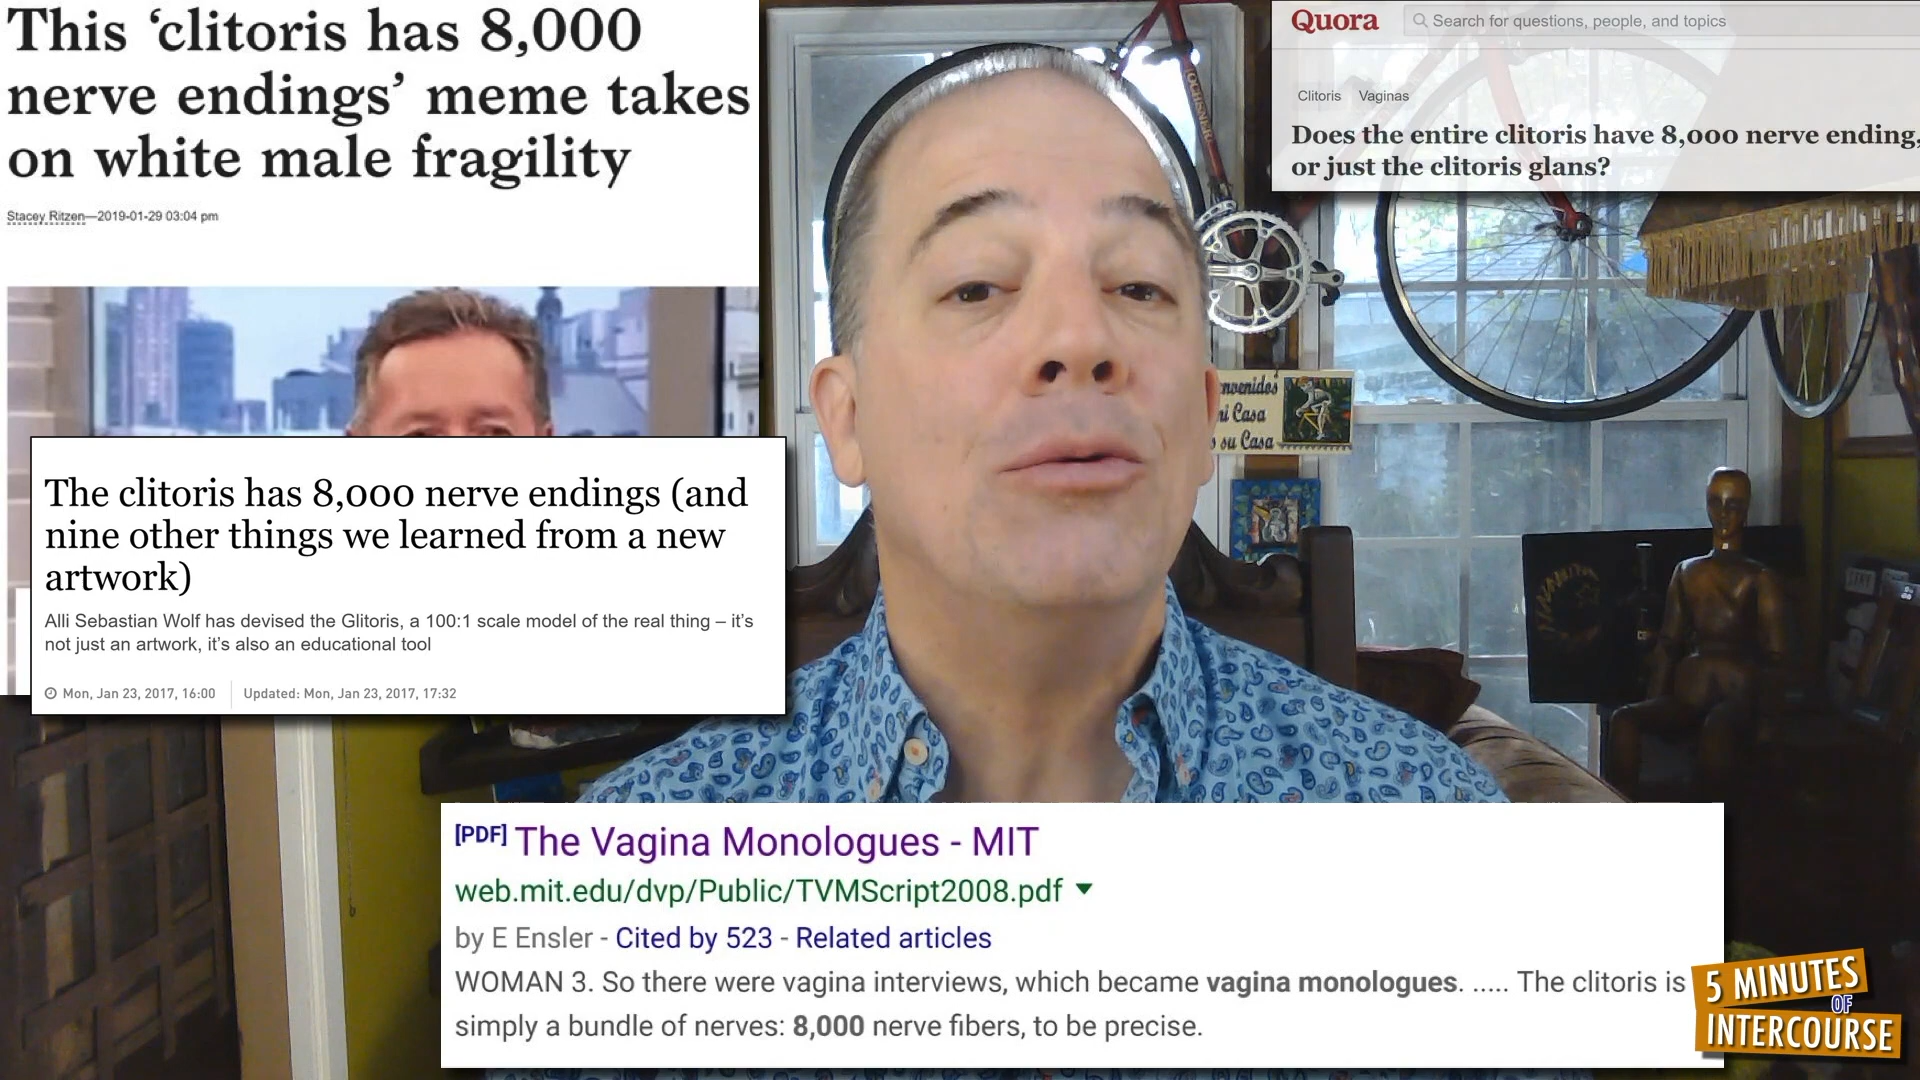 This ‘clitoris has 8,000
nerve endings’ meme takes
on white male fragility
Stacey Ritzen—2019-01-29 03:04 pm
The clitoris has 8,000 nerve endings (and
nine other things we learned from a new
artwork)
Alli Sebastian Wolf has devised the Glitoris, a 100:1 scale model of the real thing – it’s
not just an artwork, it’s also an educational tool
Mon, Jan 23, 2017, 16:00 Updated: Mon, Jan 23, 2017, 17:32
Quora Search for questions, people, and topics
Clitoris Vaginas
Does the entire clitoris have 8,000 nerve ending,
or just the clitoris glans?
Casa
su Casa
[PDF] The Vagina Monologues - MIT
web.mit.edu/dvp/Public/TVMScript2008.pdf
by E Ensler - Cited by 523 - Related articles
WOMAN 3. So there were vagina interviews, which became vagina monologues. ..... The clitoris is
simply a bundle of nerves: 8,000 nerve fibers, to be precise.
5 MINUTES
OF
INTERCOURSE